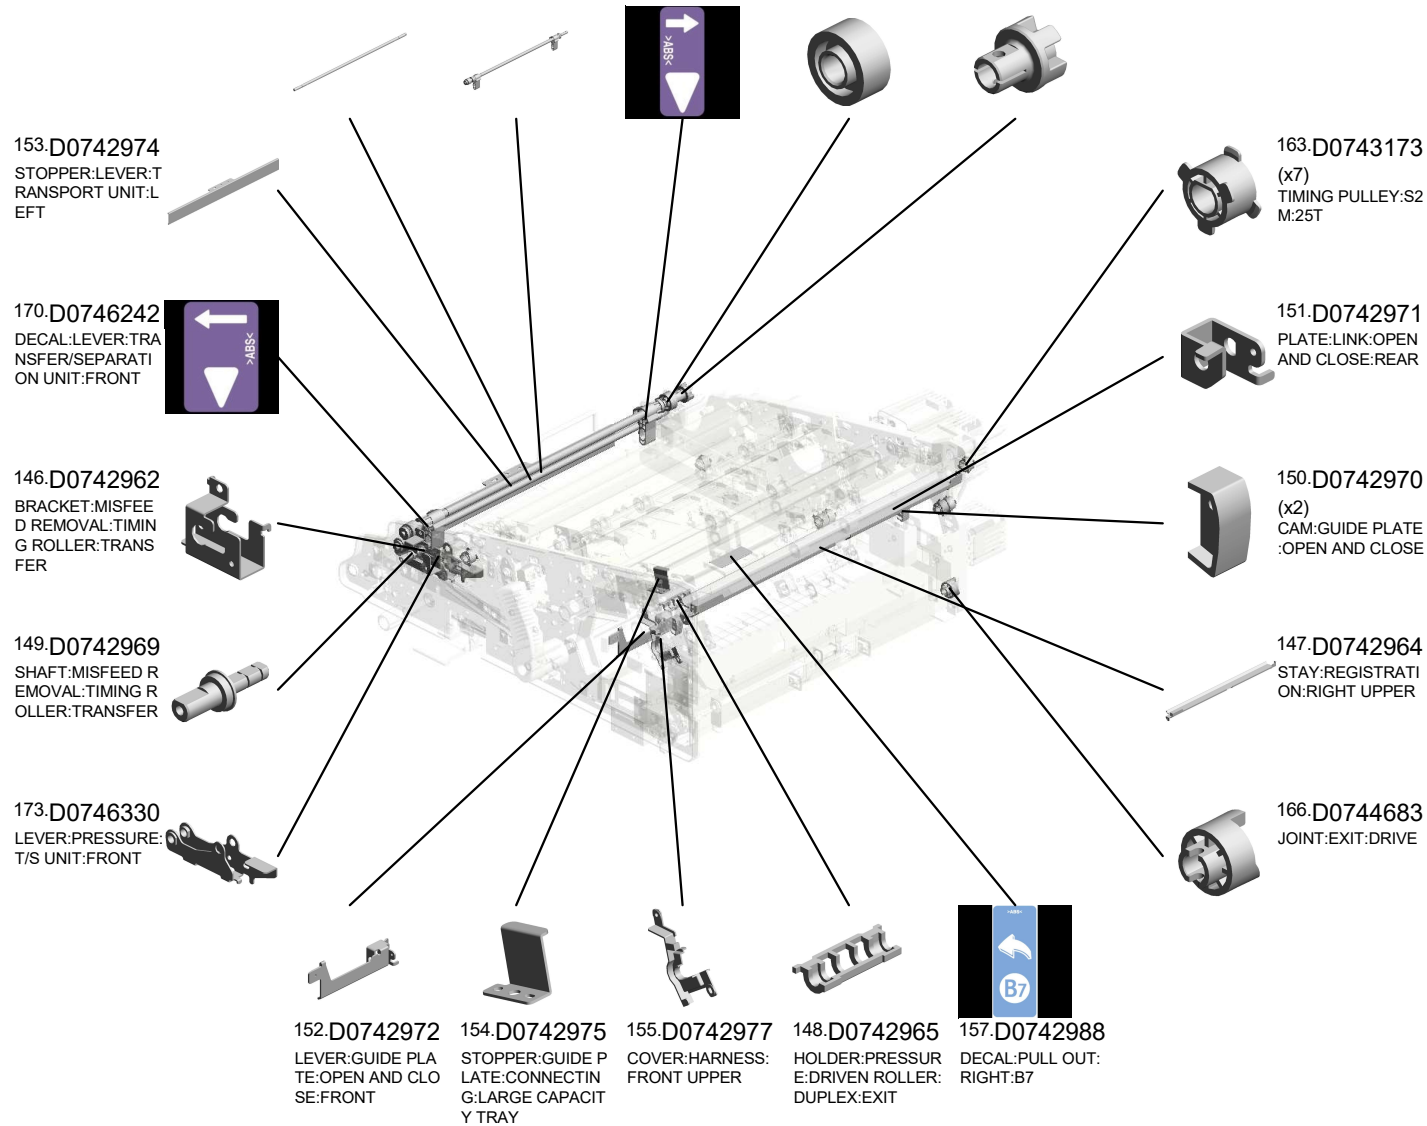 >ABS<
153.D0742974
STOPPER:LEVER:T
RANSPORT UNIT:L
EFT
163.D0743173
(x7)
TIMING PULLEY:S2
M:25T
170.D0746242
DECAL:LEVER:TRA
NSFER/SEPARATI
ON UNIT:FRONT
>ABS<
151.D0742971
PLATE:LINK:OPEN
AND CLOSE:REAR
146.D0742962
BRACKET:MISFEE
D REMOVAL:TIMIN
G ROLLER:TRANS
FER
150.D0742970
(x2)
CAM:GUIDE PLATE
:OPEN AND CLOSE
149.D0742969
SHAFT:MISFEED R
EMOVAL:TIMING R
OLLER:TRANSFER
147.D0742964
STAY:REGISTRATI
ON:RIGHT UPPER
173.D0746330
LEVER:PRESSURE:
T/S UNIT:FRONT
166.D0744683
JOINT:EXIT:DRIVE
>ABS<
B7
152.D0742972
LEVER:GUIDE PLA
TE:OPEN AND CLO
SE:FRONT
154.D0742975
STOPPER:GUIDE P
LATE:CONNECTIN
G:LARGE CAPACIT
Y TRAY
155.D0742977
COVER:HARNESS:
FRONT UPPER
148.D0742965
HOLDER:PRESSUR
E:DRIVEN ROLLER:
DUPLEX:EXIT
157.D0742988
DECAL:PULL OUT:
RIGHT:B7